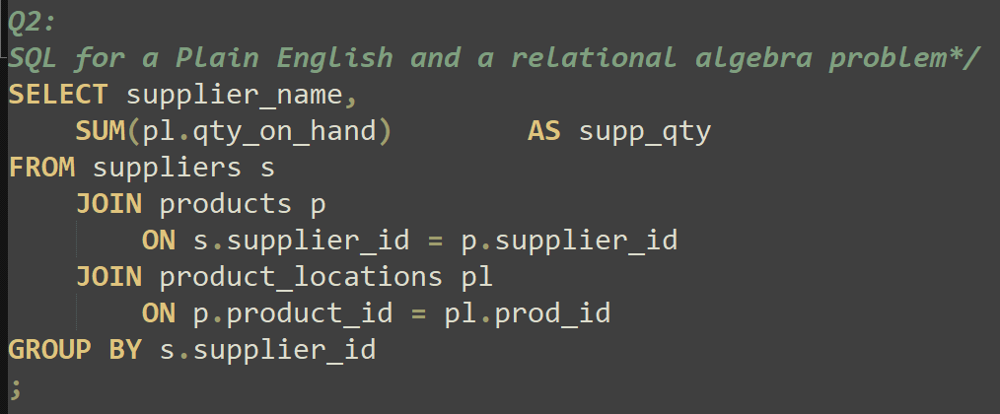 Q2:
SQL for a Plain English and a relational algebra problem*/
SELECT supplier_name,
    SUM(pl.qty_on_hand)        AS supp_qty
FROM suppliers s
    JOIN products p
        ON s.supplier_id = p.supplier_id
    JOIN product_locations pl
        ON p.product_id = pl.prod_id
GROUP BY s.supplier_id
;